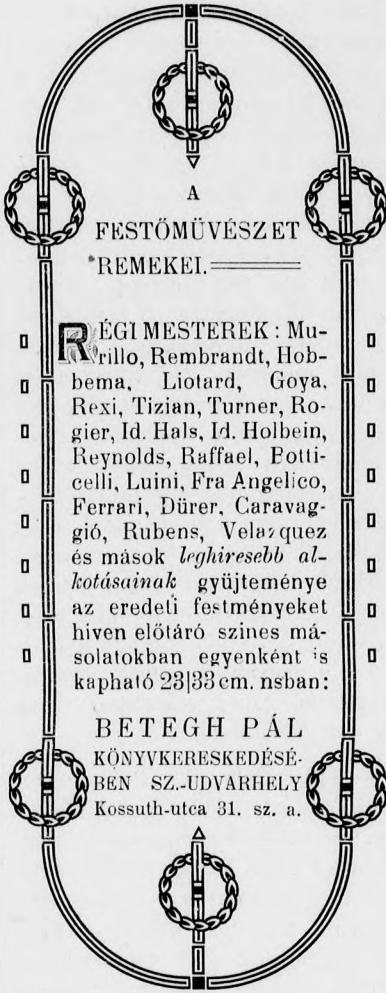 A
FESTŐMŰVÉSZET
REMEKEI.
RÉGI MESTEREK: Mu-
rillo, Rembrandt, Hob-
bema, Liotard, Goya,
Rexi, Tizian, Turner, Ro-
gier, Id. Hals, Id. Holbein,
Reynolds, Raffael, Botti-
celli, Luini, Fra Angelico,
Ferrari, Dürer, Caravag-
gió, Rubens, Velazquez
és mások leghiresebb al-
kotásainak gyüjteménye
az eredeti festményeket
hiven előtáró szines má-
solatokban egyenként is
kapható 23|33 cm. nsban:
BETEGH PÁL
KÖNYVKERESKEDÉSÉ-
BEN SZ.-UDVARHELY
Kossuth-utca 31. sz. a.